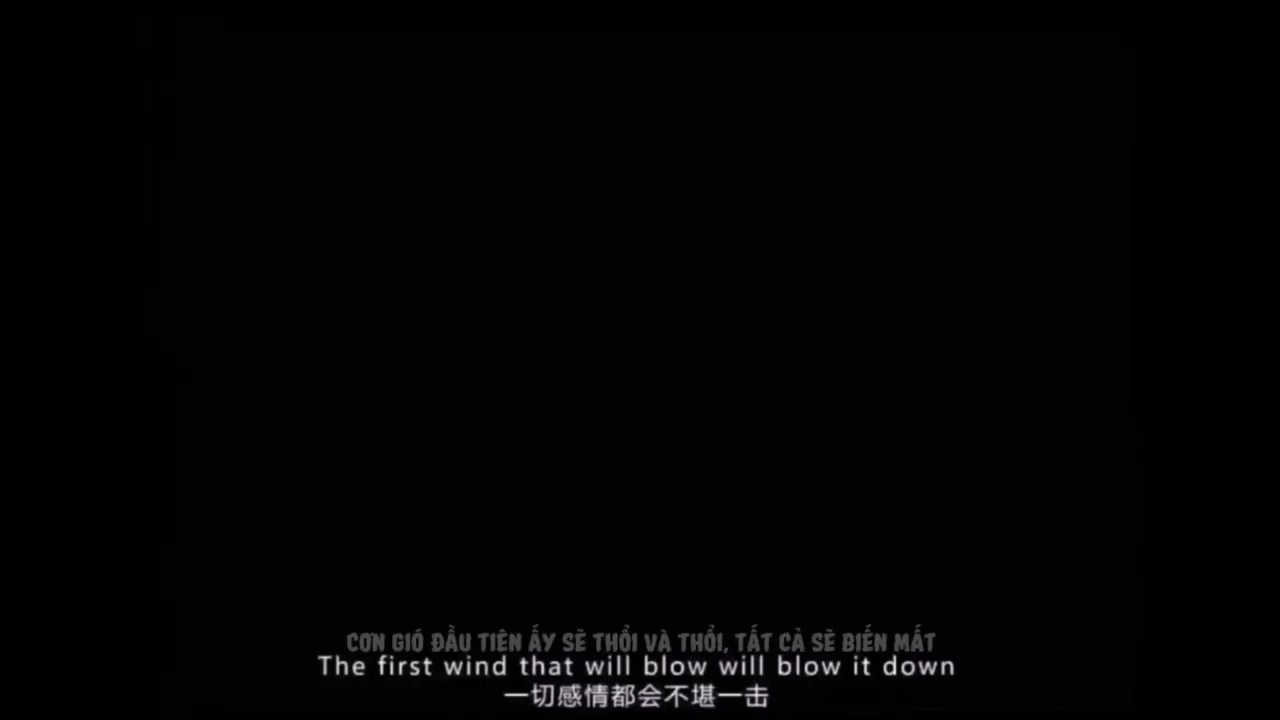 CƠN GIÓ ĐẦU TIÊN ẤY SẼ THỔI VÀ THỔI, TẤT CẢ SẼ BIẾN MẤT
The first wind that will blow will blow it down
一切感情都会不堪一击